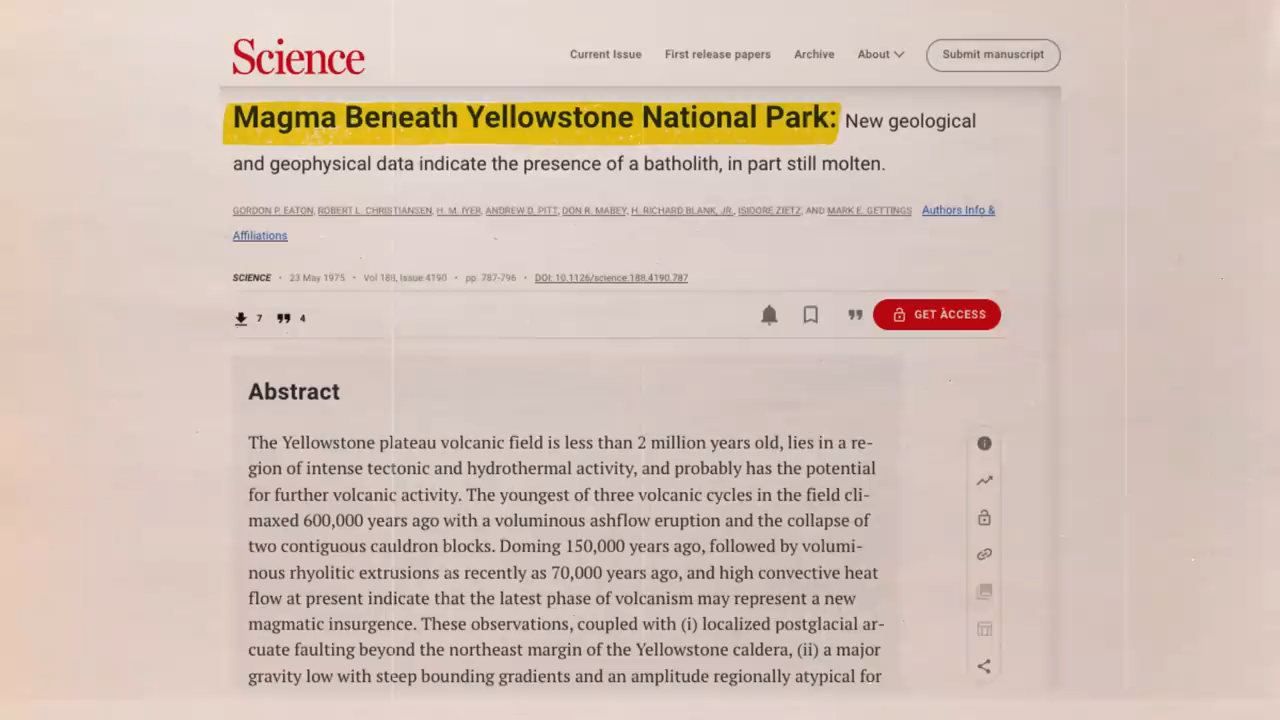 Science
Current Issue First release papers Archive About Submit manuscript
Magma Beneath Yellowstone National Park: New geological
and geophysical data indicate the presence of a batholith, in part still molten.
GORDON P. EATON, ROBERT L. CHRISTIANSEN, H. M. IYER, ANDREW D. PITT, DON R. MABEY, H. RICHARD BLANK, JR., ISIDORE ZIETZ, AND MARK E. GETTINGS Authors Info &
Affiliations
SCIENCE • 23 May 1975 • Vol 188, Issue 4190 • pp. 787-796 • DOI: 10.1126/science.188.4190.787
7 4 GET ACCESS
Abstract
The Yellowstone plateau volcanic field is less than 2 million years old, lies in a re-
gion of intense tectonic and hydrothermal activity, and probably has the potential
for further volcanic activity. The youngest of three volcanic cycles in the field cli-
maxed 600,000 years ago with a voluminous ashflow eruption and the collapse of
two contiguous cauldron blocks. Doming 150,000 years ago, followed by volumi-
nous rhyolitic extrusions as recently as 70,000 years ago, and high convective heat
flow at present indicate that the latest phase of volcanism may represent a new
magmatic insurgence. These observations, coupled with (i) localized postglacial ar-
cuate faulting beyond the northeast margin of the Yellowstone caldera, (ii) a major
gravity low with steep bounding gradients and an amplitude regionally atypical for